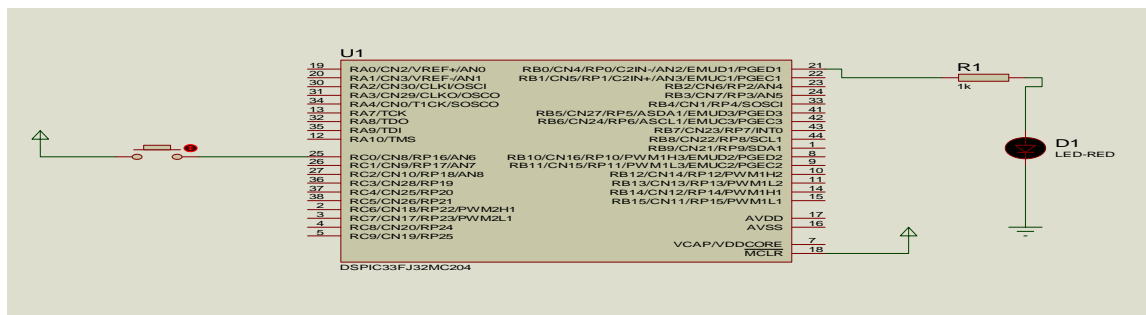 U1
19 RA0/CN2/VREF+/AN0 RB0/CN4/RP0/C2IN-/AN2/EMUD1/PGED1 21
20 RA1/CN3/VREF-/AN1 RB1/CN5/RP1/C2IN+/AN3/EMUC1/PGEC1 22
30 RA2/CN30/CLKI/OSCI RB2/CN6/RP2/AN4 23
31 RA3/CN29/CLKO/OSCO RB3/CN7/RP3/AN5 24
34 RA4/CN0/T1CK/SOSCO RB4/CN1/RP4/SOSCI 33
13 RA7/TCK RB5/CN27/RP5/ASDA1/EMUD3/PGED3 41
32 RA8/TDO RB6/CN24/RP6/ASCL1/EMUC3/PGEC3 42
35 RA9/TDI RB7/CN23/RP7/INT0 43
12 RA10/TMS RB8/CN22/RP8/SCL1 44
RB9/CN21/RP9/SDA1 1
25 RC0/CN8/RP16/AN6 RB10/CN16/RP10/PWM1H3/EMUD2/PGED2 8
26 RC1/CN9/RP17/AN7 RB11/CN15/RP11/PWM1L3/EMUC2/PGEC2 9
27 RC2/CN10/RP18/AN8 RB12/CN14/RP12/PWM1H2 10
36 RC3/CN28/RP19 RB13/CN13/RP13/PWM1L2 11
37 RC4/CN25/RP20 RB14/CN12/RP14/PWM1H1 14
38 RC5/CN26/RP21 RB15/CN11/RP15/PWM1L1 15
2 RC6/CN18/RP22/PWM2H1
3 RC7/CN17/RP23/PWM2L1 AVDD 17
4 RC8/CN20/RP24 AVSS 16
5 RC9/CN19/RP25
VCAP/VDDCORE 7
MCLR 18
DSPIC33FJ32MC204
R1
1k
D1
LED-RED